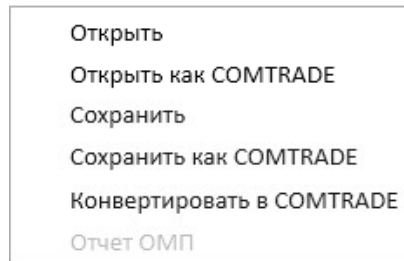 Открыть
Открыть как COMTRADE
Сохранить
Сохранить как COMTRADE
Конвертировать в COMTRADE
Отчет ОМП